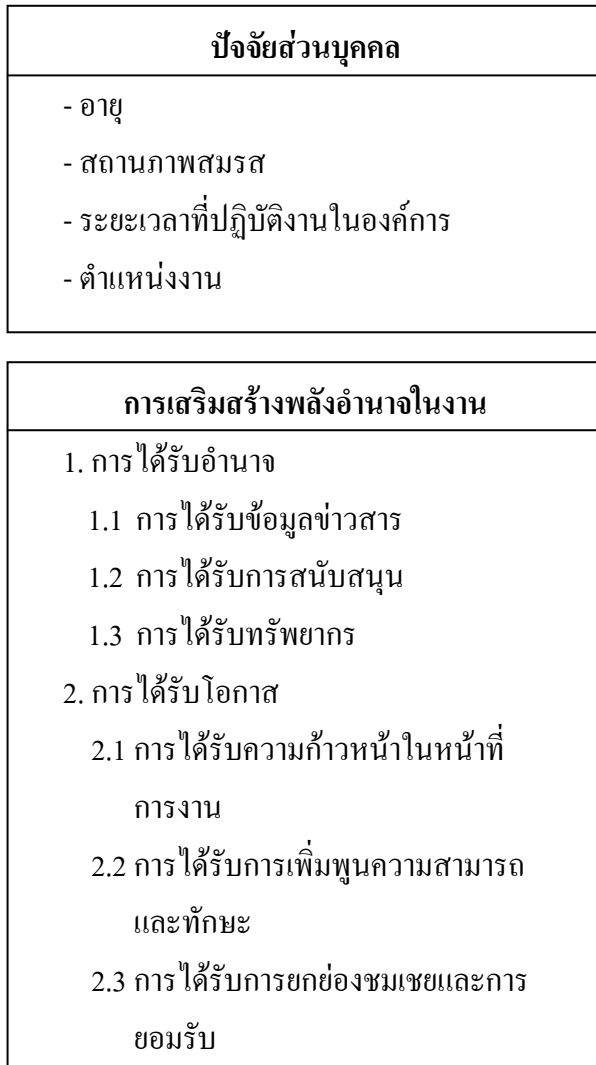 ปัจจัยส่วนบุคคล
- อายุ
- สถานภาพสมรส
- ระยะเวลาที่ปฏิบัติงานในองค์การ
- ตำแหน่งงาน
การเสริมสร้างพลังอำนาจในงาน
1. การได้รับอำนาจ
1.1 การได้รับข้อมูลข่าวสาร
1.2 การได้รับการสนับสนุน
1.3 การได้รับทรัพยากร
2. การได้รับโอกาส
2.1 การได้รับความก้าวหน้าในหน้าที่
การงาน
2.2 การได้รับการเพิ่มพูนความสามารถ
และทักษะ
2.3 การได้รับการยกย่องชมเชยและการ
ยอมรับ